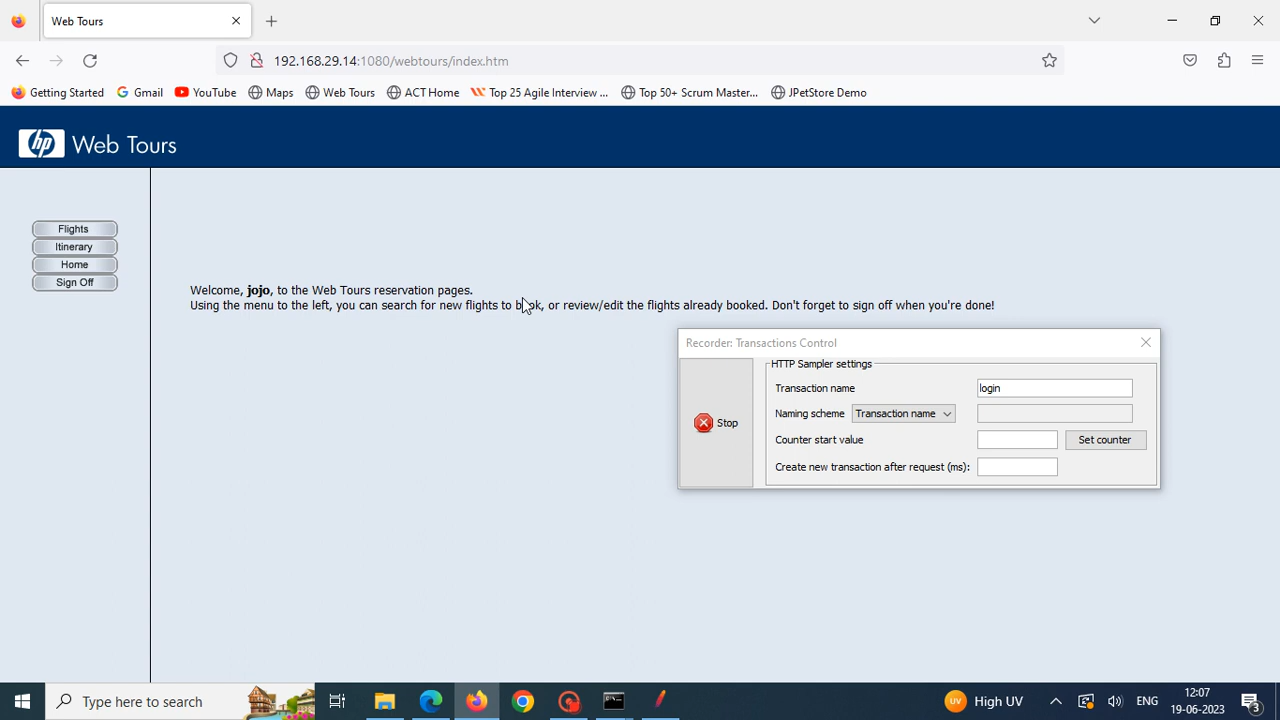 Web Tours
192.168.29.14:1080/webtours/index.htm
Getting Started
Gmail
YouTube
Maps
Web Tours
ACT Home
Top 25 Agile Interview ...
Top 50+ Scrum Master...
JPetStore Demo
hp
Web Tours
Flights
Itinerary
Home
Sign Off
Welcome, jojo, to the Web Tours reservation pages.
Using the menu to the left, you can search for new flights to book, or review/edit the flights already booked. Don't forget to sign off when you're done!
Recorder: Transactions Control
Stop
HTTP Sampler settings
Transaction name
login
Naming scheme
Transaction name
Counter start value
Set counter
Create new transaction after request (ms):
Type here to search
UV
High UV
ENG
12:07
19-06-2023
3